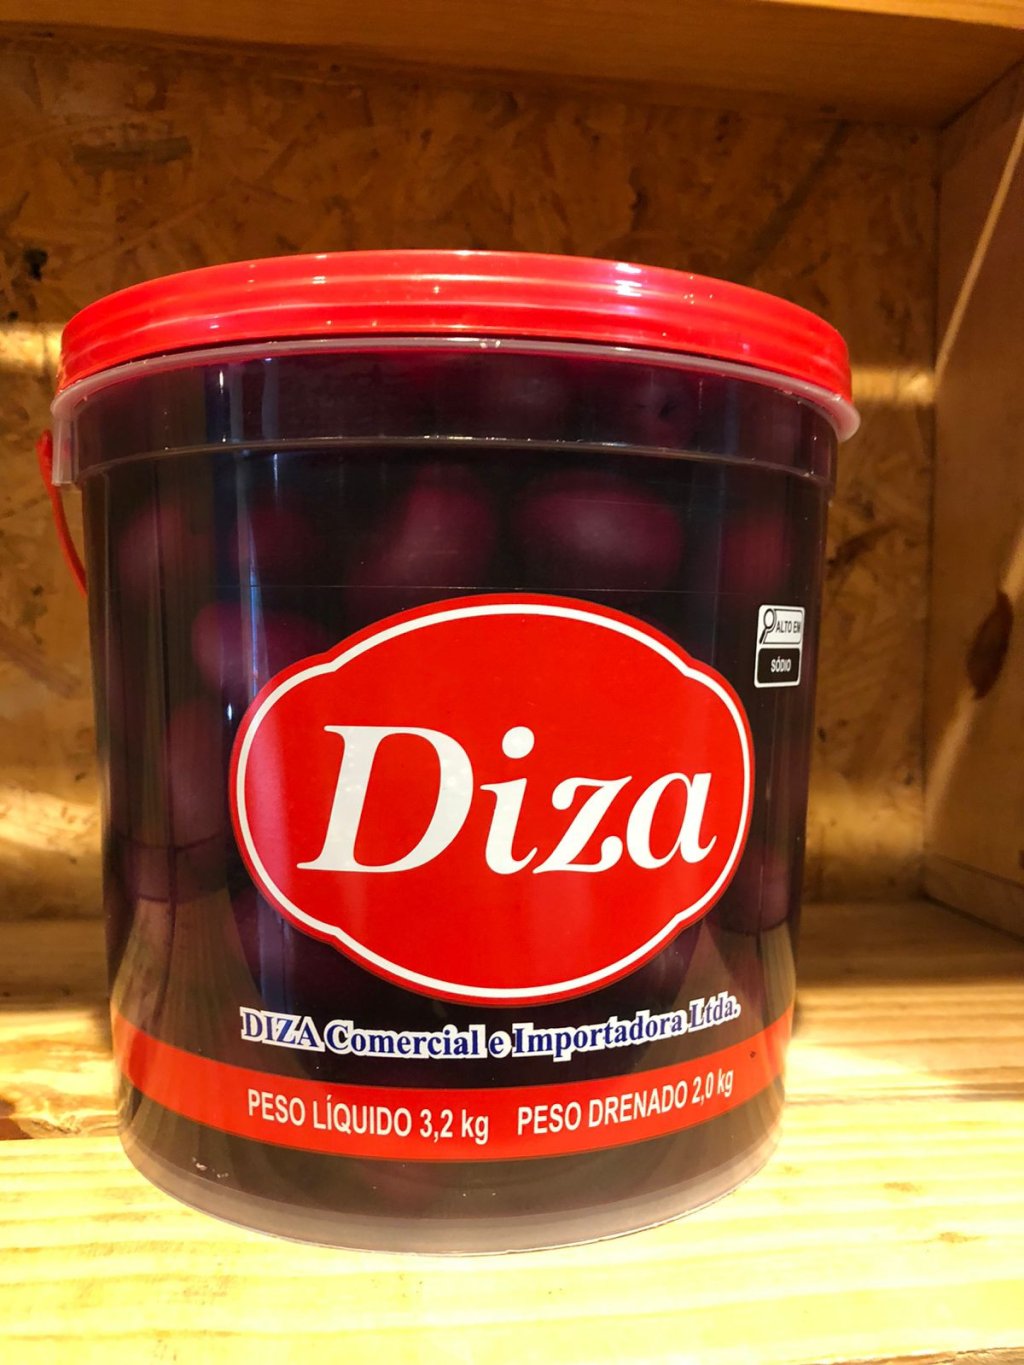 ALTO EM
SÓDIO
Diza
DIZA Comercial e Importadora Ltda.
PESO LÍQUIDO 3,2 kg PESO DRENADO 2,0 kg